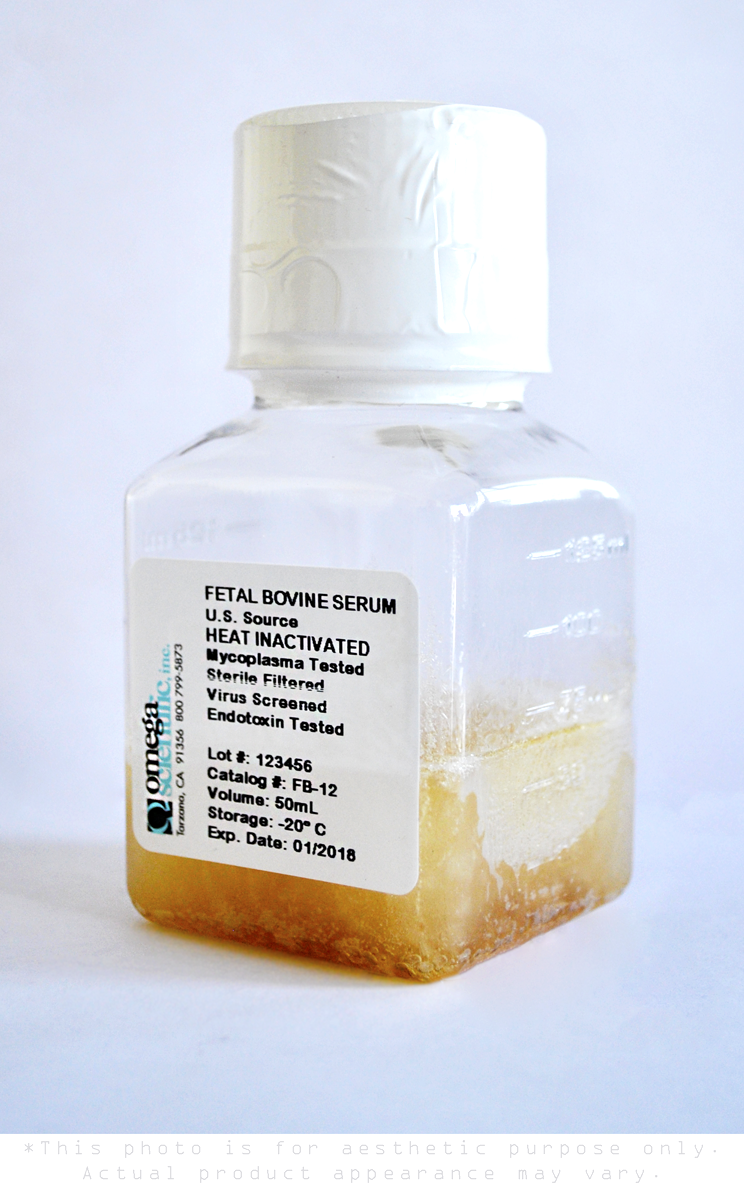 FETAL BOVINE SERUM
U.S. Source
HEAT INACTIVATED
Mycoplasma Tested
Sterile Filtered
Virus Screened
Endotoxin Tested
Lot #: 123456
Catalog #: FB-12
Volume: 50mL
Storage: -20° C
Exp. Date: 01/2018
omega™
scientific, inc.
Tarzana, CA 91356 800 799-5873
*This photo is for aesthetic purpose only.
Actual product appearance may vary.